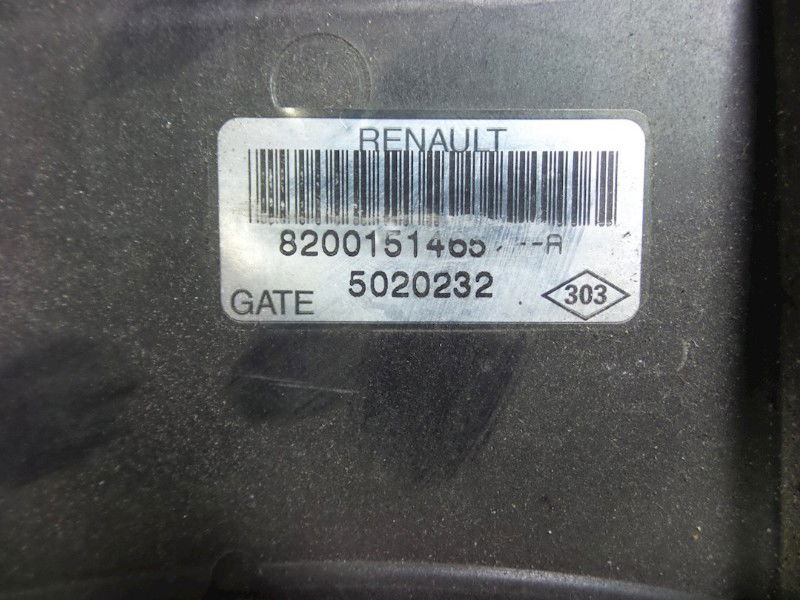 RENAULT
8200151465 --A
5020232
GATE
303